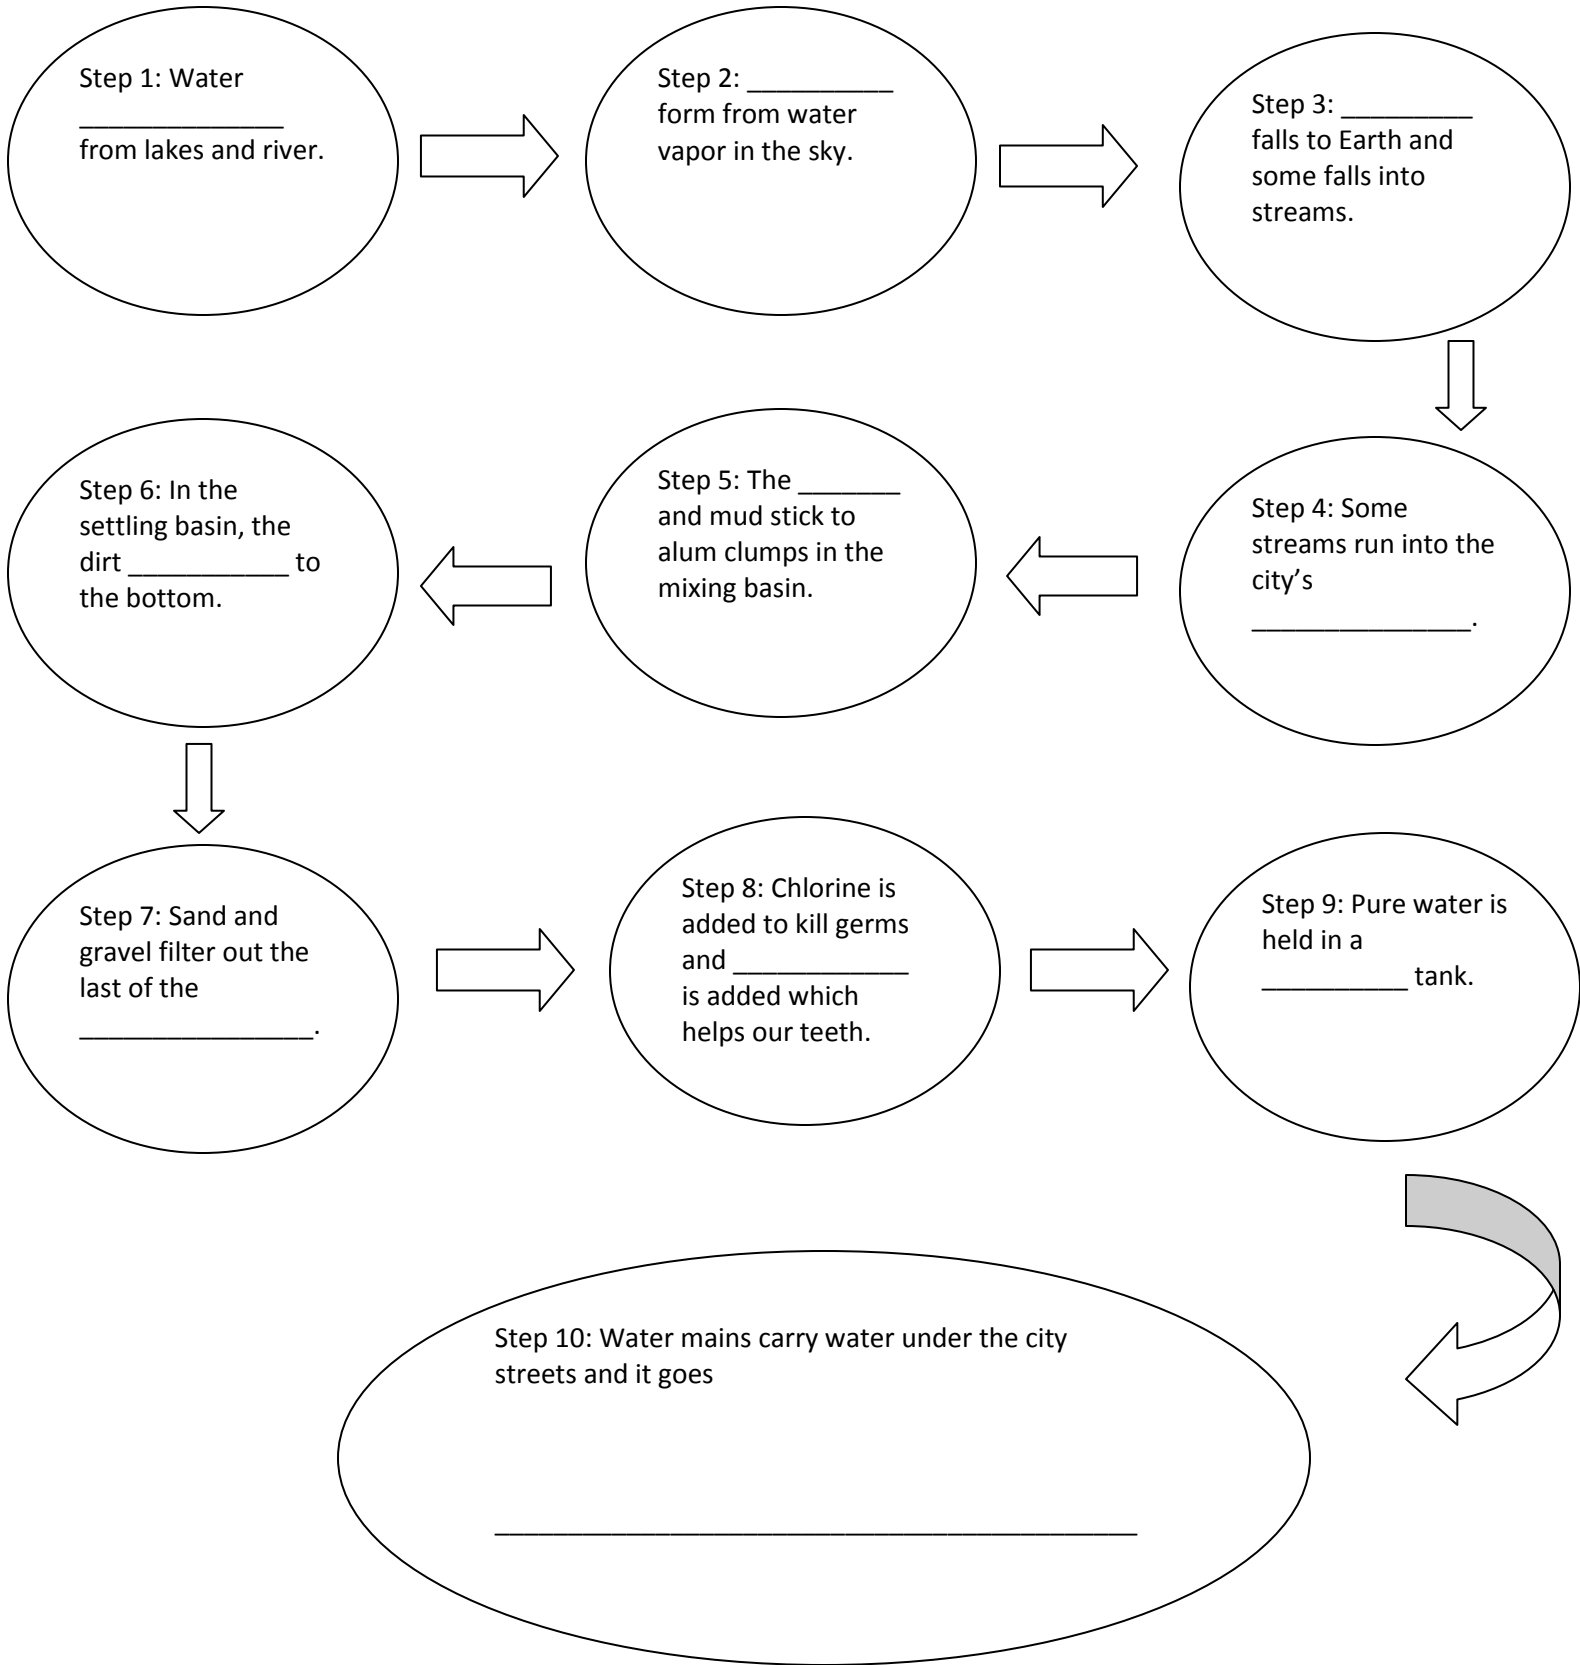 Step 1: Water
______________
from lakes and river.
Step 2: __________
form from water
vapor in the sky.
Step 3: _________
falls to Earth and
some falls into
streams.
Step 4: Some
streams run into the
city’s
_______________.
Step 5: The _______
and mud stick to
alum clumps in the
mixing basin.
Step 6: In the
settling basin, the
dirt ___________ to
the bottom.
Step 7: Sand and
gravel filter out the
last of the
________________.
Step 8: Chlorine is
added to kill germs
and ____________
is added which
helps our teeth.
Step 9: Pure water is
held in a
__________ tank.
Step 10: Water mains carry water under the city
streets and it goes
____________________________________________